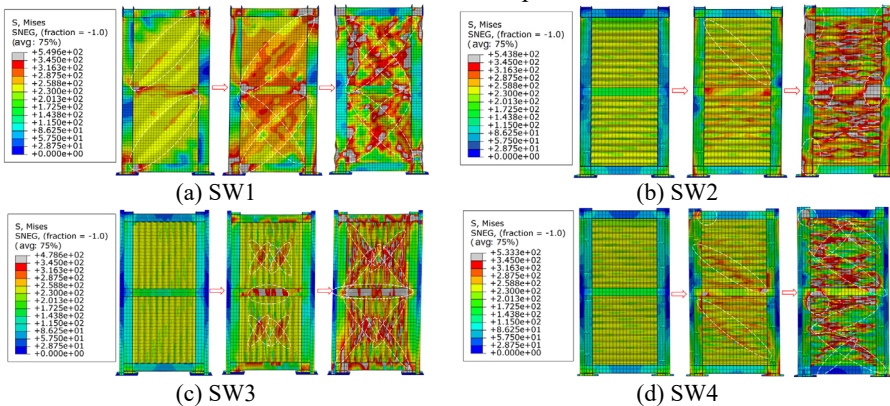 S, Mises
SNEG, (fraction = -1.0)
(avg: 75%)
+5.496e+02
+3.450e+02
+3.163e+02
+2.875e+02
+2.588e+02
+2.300e+02
+2.013e+02
+1.725e+02
+1.438e+02
+1.150e+02
+8.625e+01
+5.750e+01
+2.875e+01
+0.000e+00
(a) SW1
S, Mises
SNEG, (fraction = -1.0)
(avg: 75%)
+5.438e+02
+3.450e+02
+3.163e+02
+2.875e+02
+2.588e+02
+2.300e+02
+2.013e+02
+1.725e+02
+1.438e+02
+1.150e+02
+8.625e+01
+5.750e+01
+2.875e+01
+0.000e+00
(b) SW2
S, Mises
SNEG, (fraction = -1.0)
(avg: 75%)
+4.786e+02
+3.450e+02
+3.163e+02
+2.875e+02
+2.588e+02
+2.300e+02
+2.013e+02
+1.725e+02
+1.438e+02
+1.150e+02
+8.625e+01
+5.750e+01
+2.875e+01
+0.000e+00
(c) SW3
S, Mises
SNEG, (fraction = -1.0)
(avg: 75%)
+5.333e+02
+3.450e+02
+3.163e+02
+2.875e+02
+2.588e+02
+2.300e+02
+2.013e+02
+1.725e+02
+1.438e+02
+1.150e+02
+8.625e+01
+5.750e+01
+2.875e+01
+0.000e+00
(d) SW4